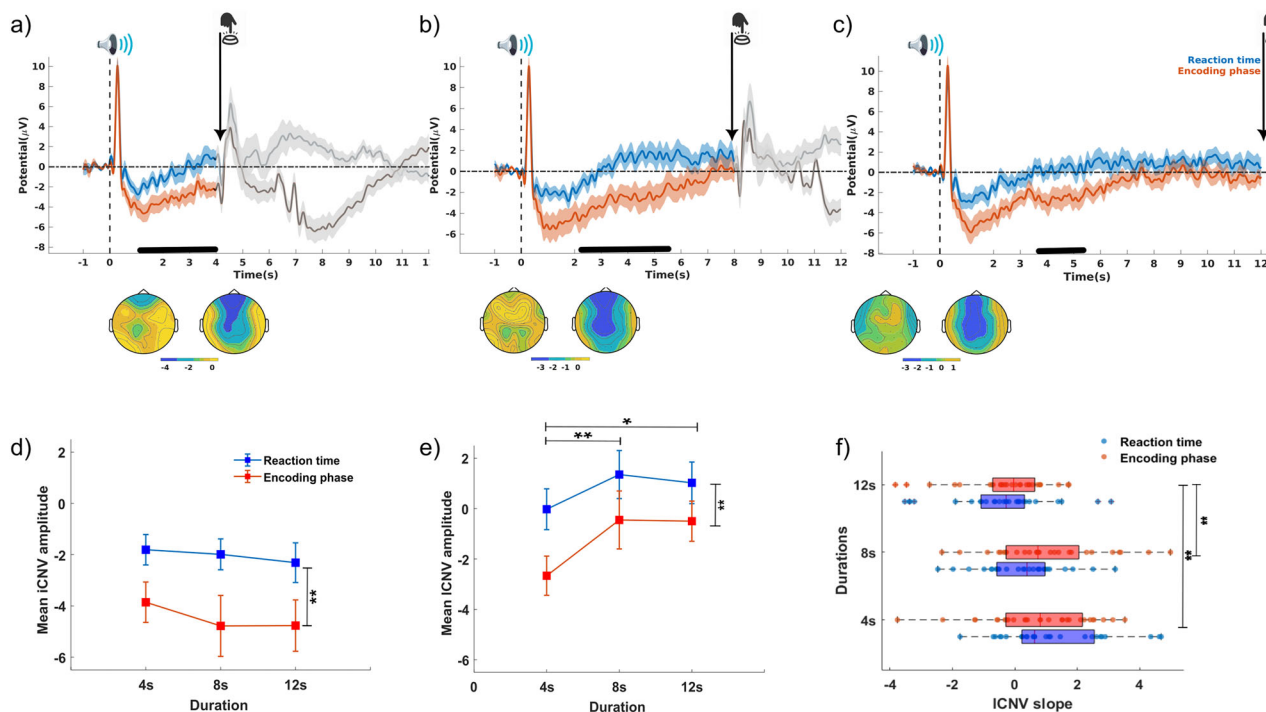 a)
10
8
6
4
2
0
-2
-4
-6
-8
Potential(μV)
-1 0 1 2 3 4 5 6 7 8 9 10 11 1
Time(s)
-4 -2 0
b)
10
8
6
4
2
0
-2
-4
-6
Potential(μV)
-1 0 1 2 3 4 5 6 7 8 9 10 11 12
Time(s)
-3 -2 -1 0
c)
Reaction time
Encoding phase
10
8
6
4
2
0
-2
-4
-6
Potential(μV)
-1 0 2 3 4 5 6 7 8 9 10 11 12
Time(s)
-3 -2 -1 0 1
d)
Reaction time
Encoding phase
2
0
-2
-4
-6
Mean iCNV amplitude
**
4s 8s 12s
Duration
e)
*
**
**
2
0
-2
-4
-6
Mean lCNV amplitude
0 4s 8s 12s
Duration
f)
Reaction time
Encoding phase
12s
8s
4s
Durations
**
**
-4 -2 0 2 4
lCNV slope